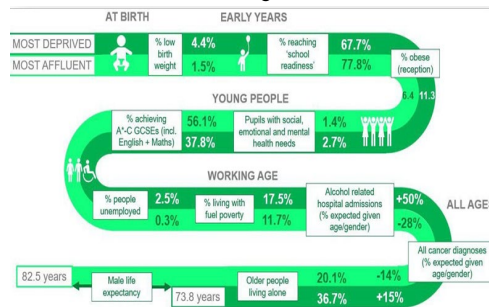 AT BIRTH
EARLY YEARS
MOST DEPRIVED
MOST AFFLUENT
% low
birth
weight
4.4%
1.5%
% reaching
'school
readiness'
67.7%
77.8%
% obese
(reception)
6.4
11.3
YOUNG PEOPLE
% achieving
A*-C GCSEs (incl.
English + Maths)
56.1%
37.8%
Pupils with social,
emotional and mental
health needs
1.4%
2.7%
WORKING AGE
% people
unemployed
2.5%
0.3%
% living with
fuel poverty
17.5%
11.7%
Alcohol related
hospital admissions
(% expected given
age/gender)
+50%
-28%
ALL AGE
All cancer diagnoses
(% expected given
age/gender)
82.5 years
Male life
expectancy
73.8 years
Older people
living alone
20.1%
36.7%
-14%
+15%